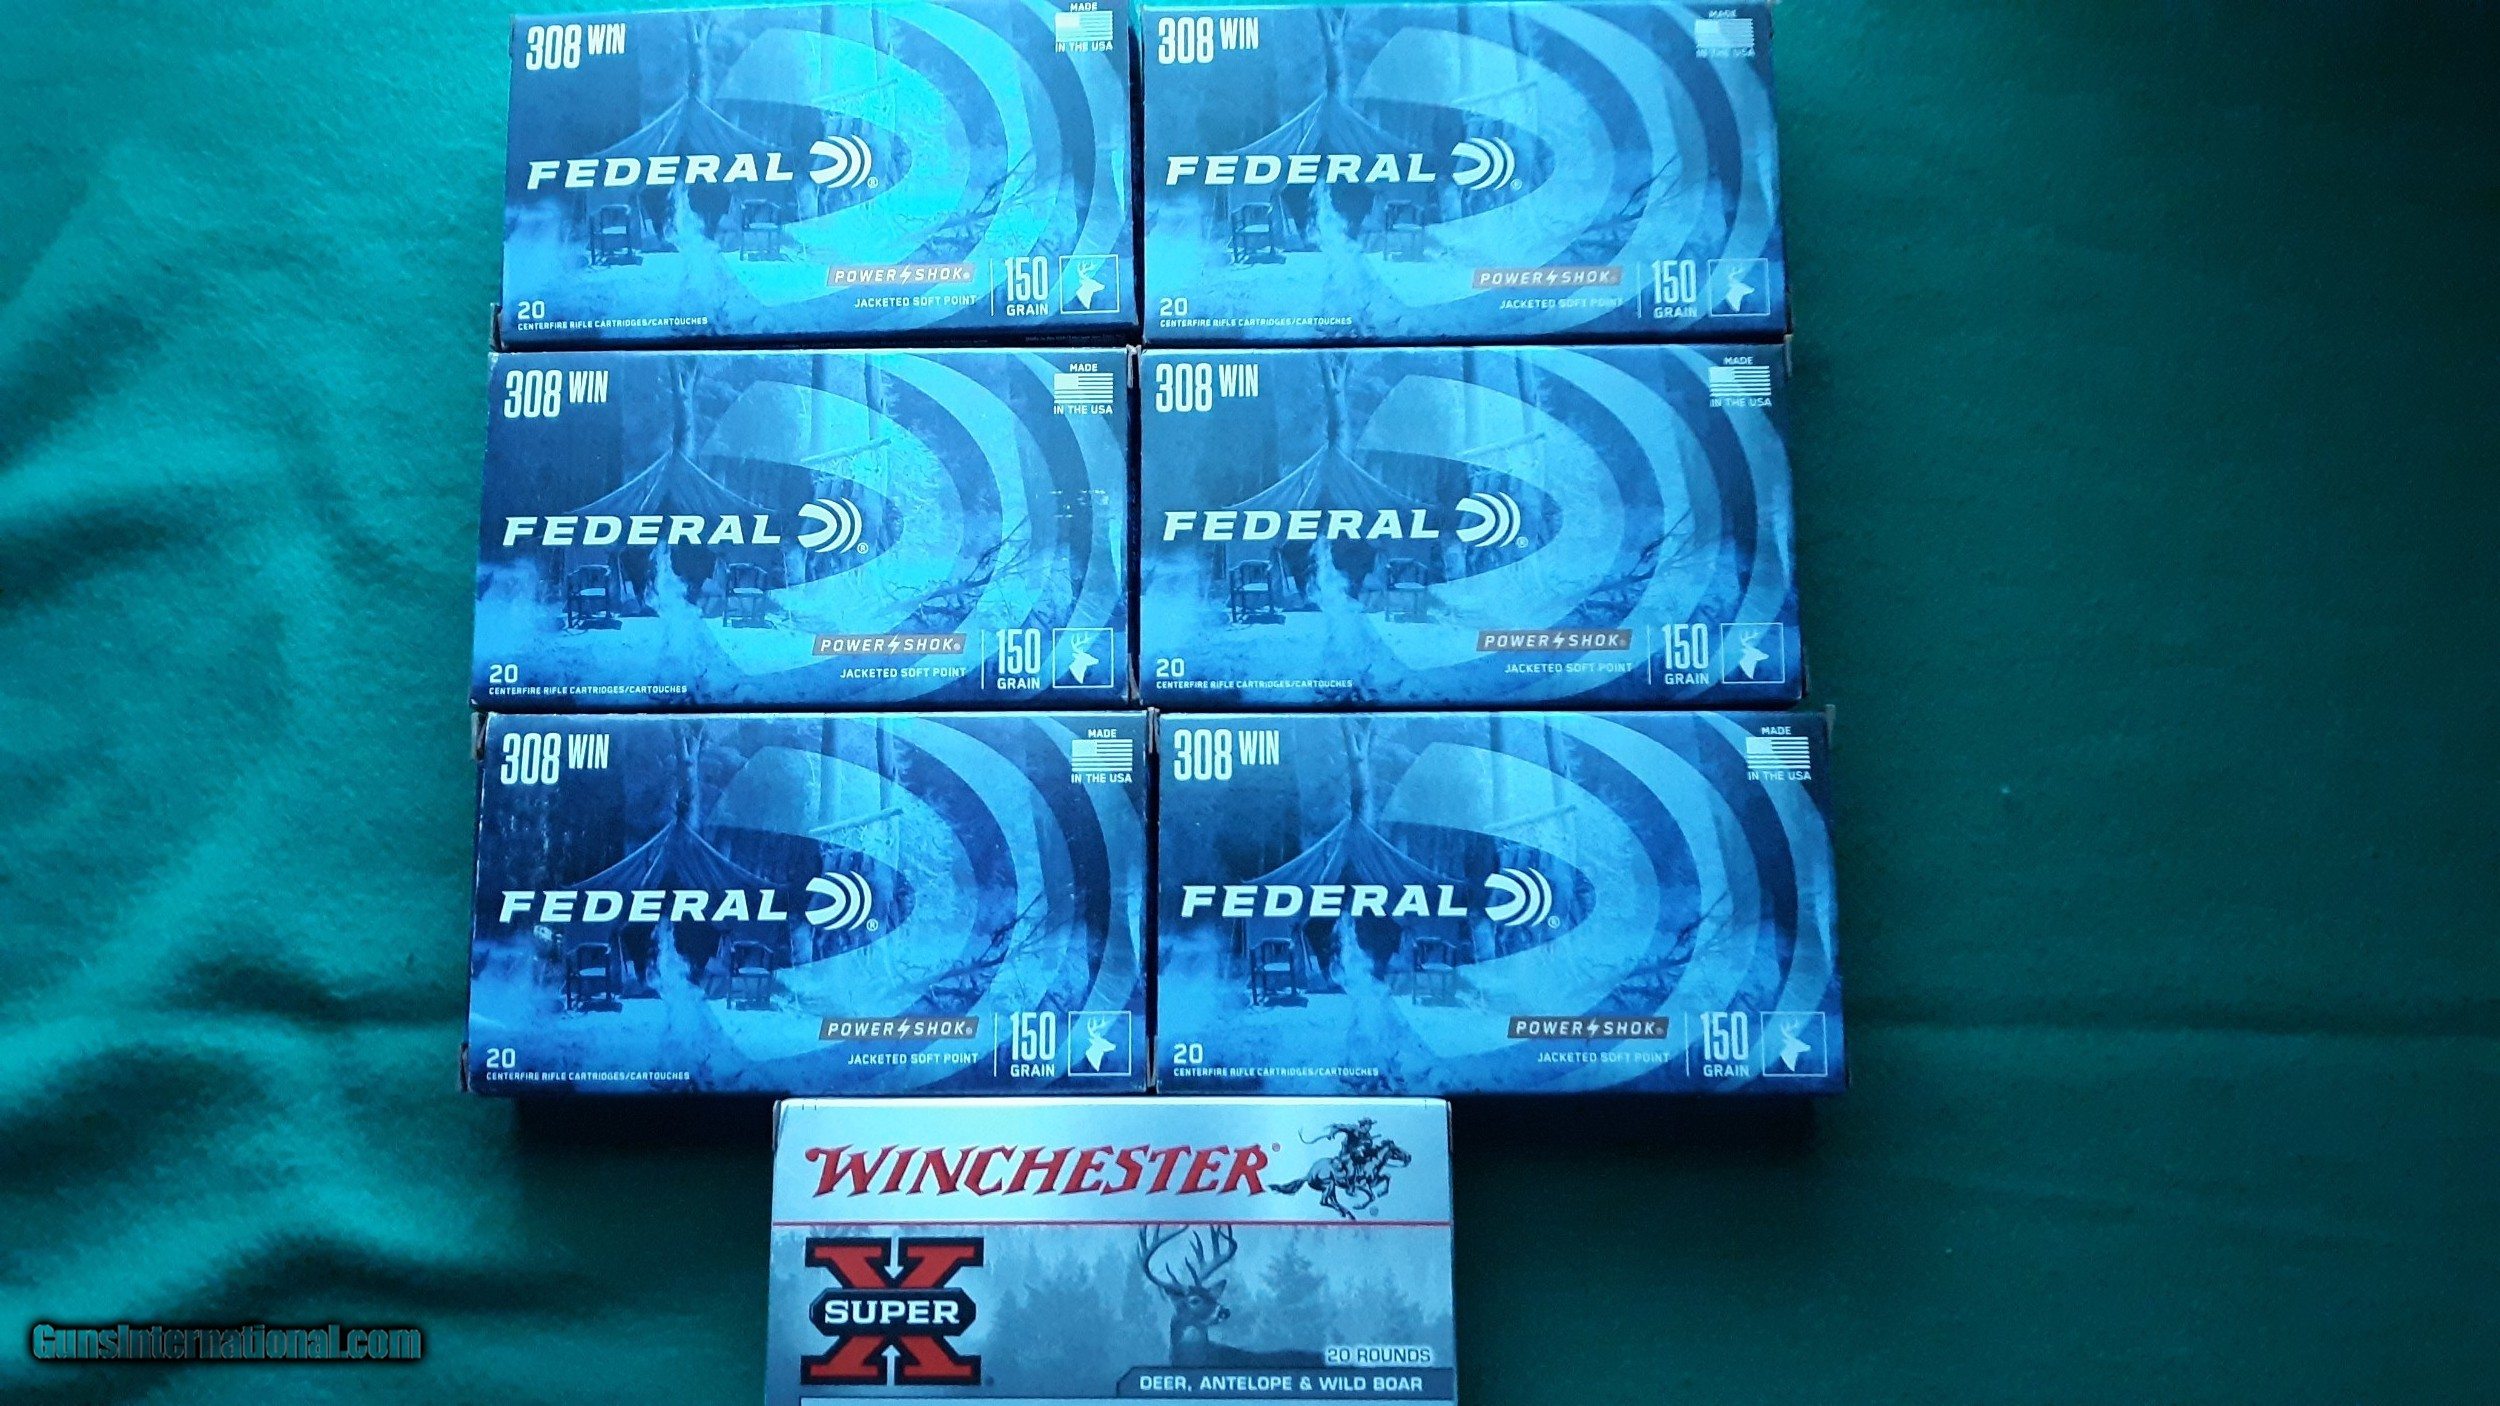 308 WIN
MADE
IN THE USA
FEDERAL
®
POWER SHOK®
JACKETED SOFT POINT
150
GRAIN
20
CENTERFIRE RIFLE CARTRIDGES/CARTOUCHES
308 WIN
MADE
IN THE USA
FEDERAL
®
POWER SHOK®
JACKETED SOFT POINT
150
GRAIN
20
CENTERFIRE RIFLE CARTRIDGES/CARTOUCHES
308 WIN
MADE
IN THE USA
FEDERAL
®
POWER SHOK®
JACKETED SOFT POINT
150
GRAIN
20
CENTERFIRE RIFLE CARTRIDGES/CARTOUCHES
308 WIN
MADE
IN THE USA
FEDERAL
®
POWER SHOK®
JACKETED SOFT POINT
150
GRAIN
20
CENTERFIRE RIFLE CARTRIDGES/CARTOUCHES
308 WIN
MADE
IN THE USA
FEDERAL
®
POWER SHOK®
JACKETED SOFT POINT
150
GRAIN
20
CENTERFIRE RIFLE CARTRIDGES/CARTOUCHES
308 WIN
MADE
IN THE USA
FEDERAL
®
POWER SHOK®
JACKETED SOFT POINT
150
GRAIN
20
CENTERFIRE RIFLE CARTRIDGES/CARTOUCHES
WINCHESTER®
X
SUPER
20 ROUNDS
DEER, ANTELOPE & WILD BOAR
GunsInternational.com